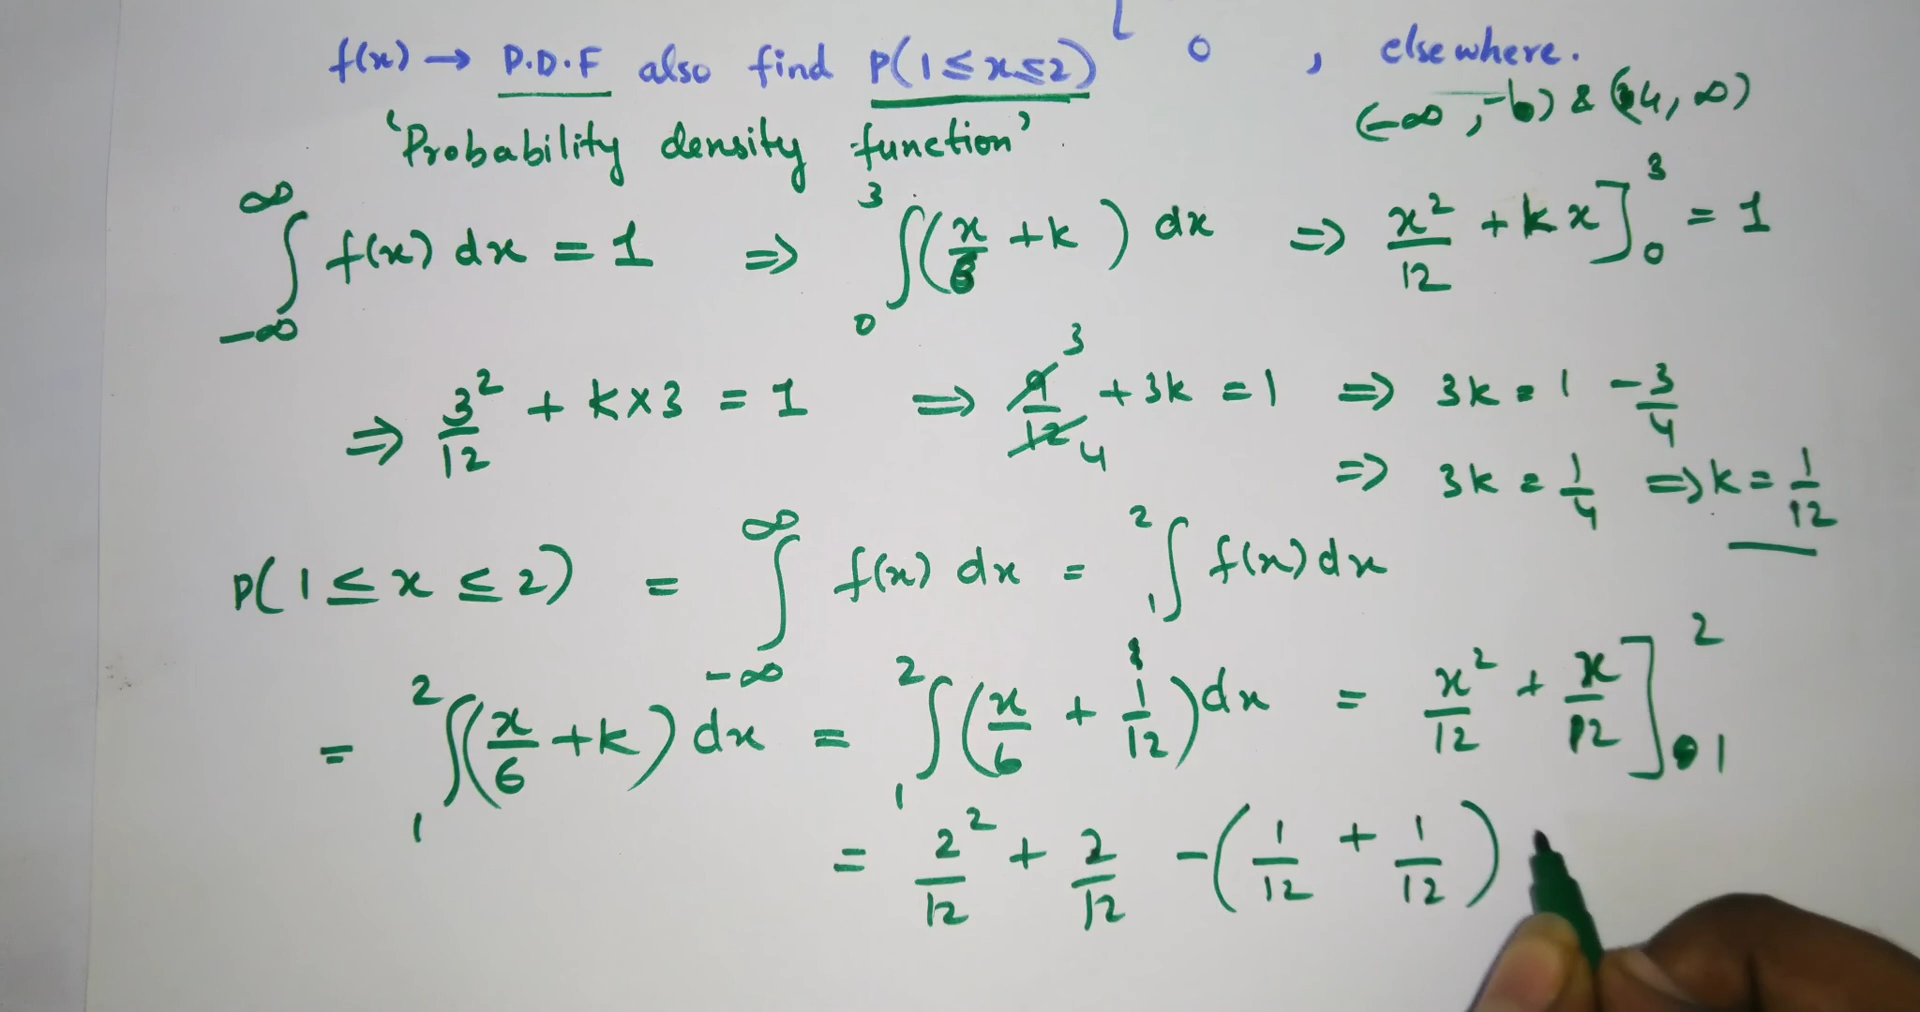 f(x) → P.D.F also find P(1≤x≤2) { 0 , elsewhere.
(-∞, -6) & (4, ∞)
'Probability density function'
∫_{-∞}^{∞} f(x) dx = 1 ⇒ ∫_0^3 (x/6 + k) dx ⇒ x²/12 + kx]_0^3 = 1
⇒ 3²/12 + k×3 = 1 ⇒ 9/12 3/4 + 3k = 1 ⇒ 3k = 1 - 3/4
⇒ 3k = 1/4 ⇒ k = 1/12
P(1 ≤ x ≤ 2) = ∫_{-∞}^{∞} f(x) dx = ∫_1^2 f(x) dx
= ∫_1^2 (x/6 + k) dx = ∫_1^2 (x/6 + 1/12) dx = x²/12 + x/12]_1^2
= 2²/12 + 2/12 - (1/12 + 1/12)